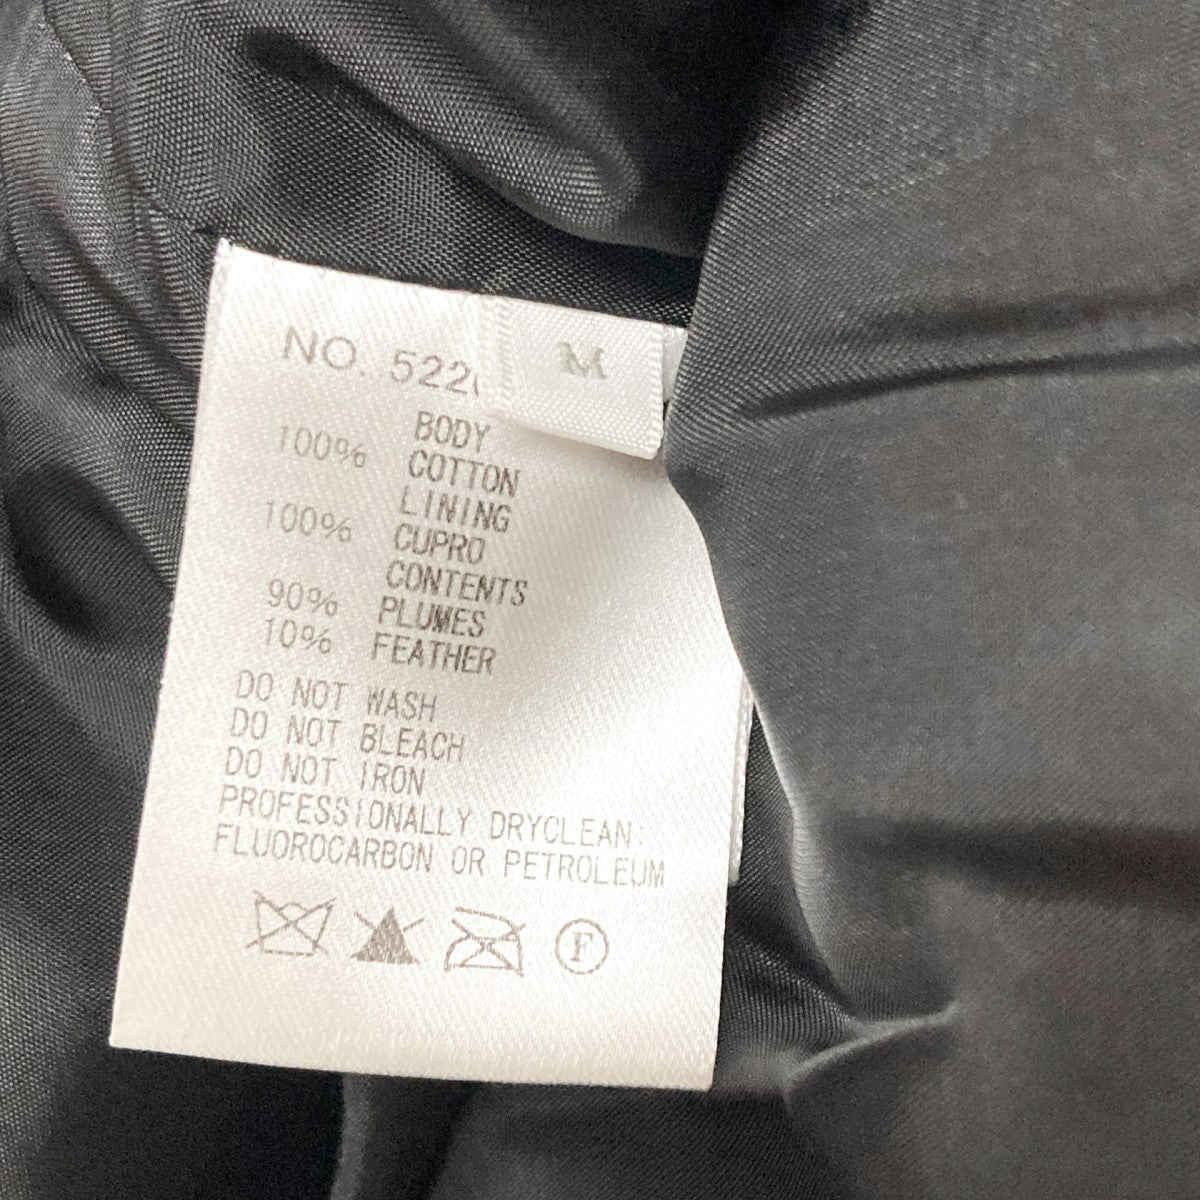 NO. 522
M
BODY
100% COTTON
LINING
100% CUPRO
CONTENTS
90% PLUMES
10% FEATHER
DO NOT WASH
DO NOT BLEACH
DO NOT IRON
PROFESSIONALLY DRYCLEAN:
FLUOROCARBON OR PETROLEUM
F